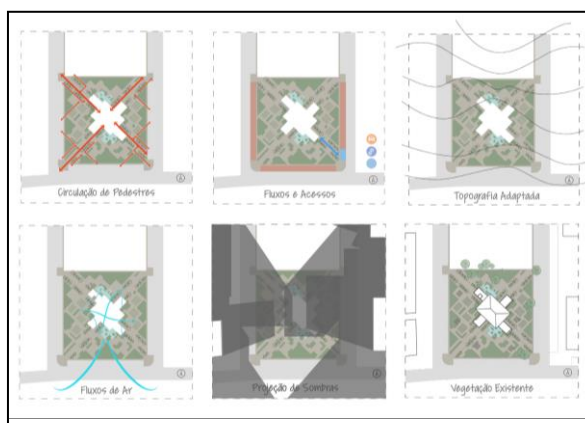 Circulação de Pedestres
Fluxos e Acessos
Topografia Adaptada
Fluxos de Ar
Projeção de Sombras
Vegetação Existente